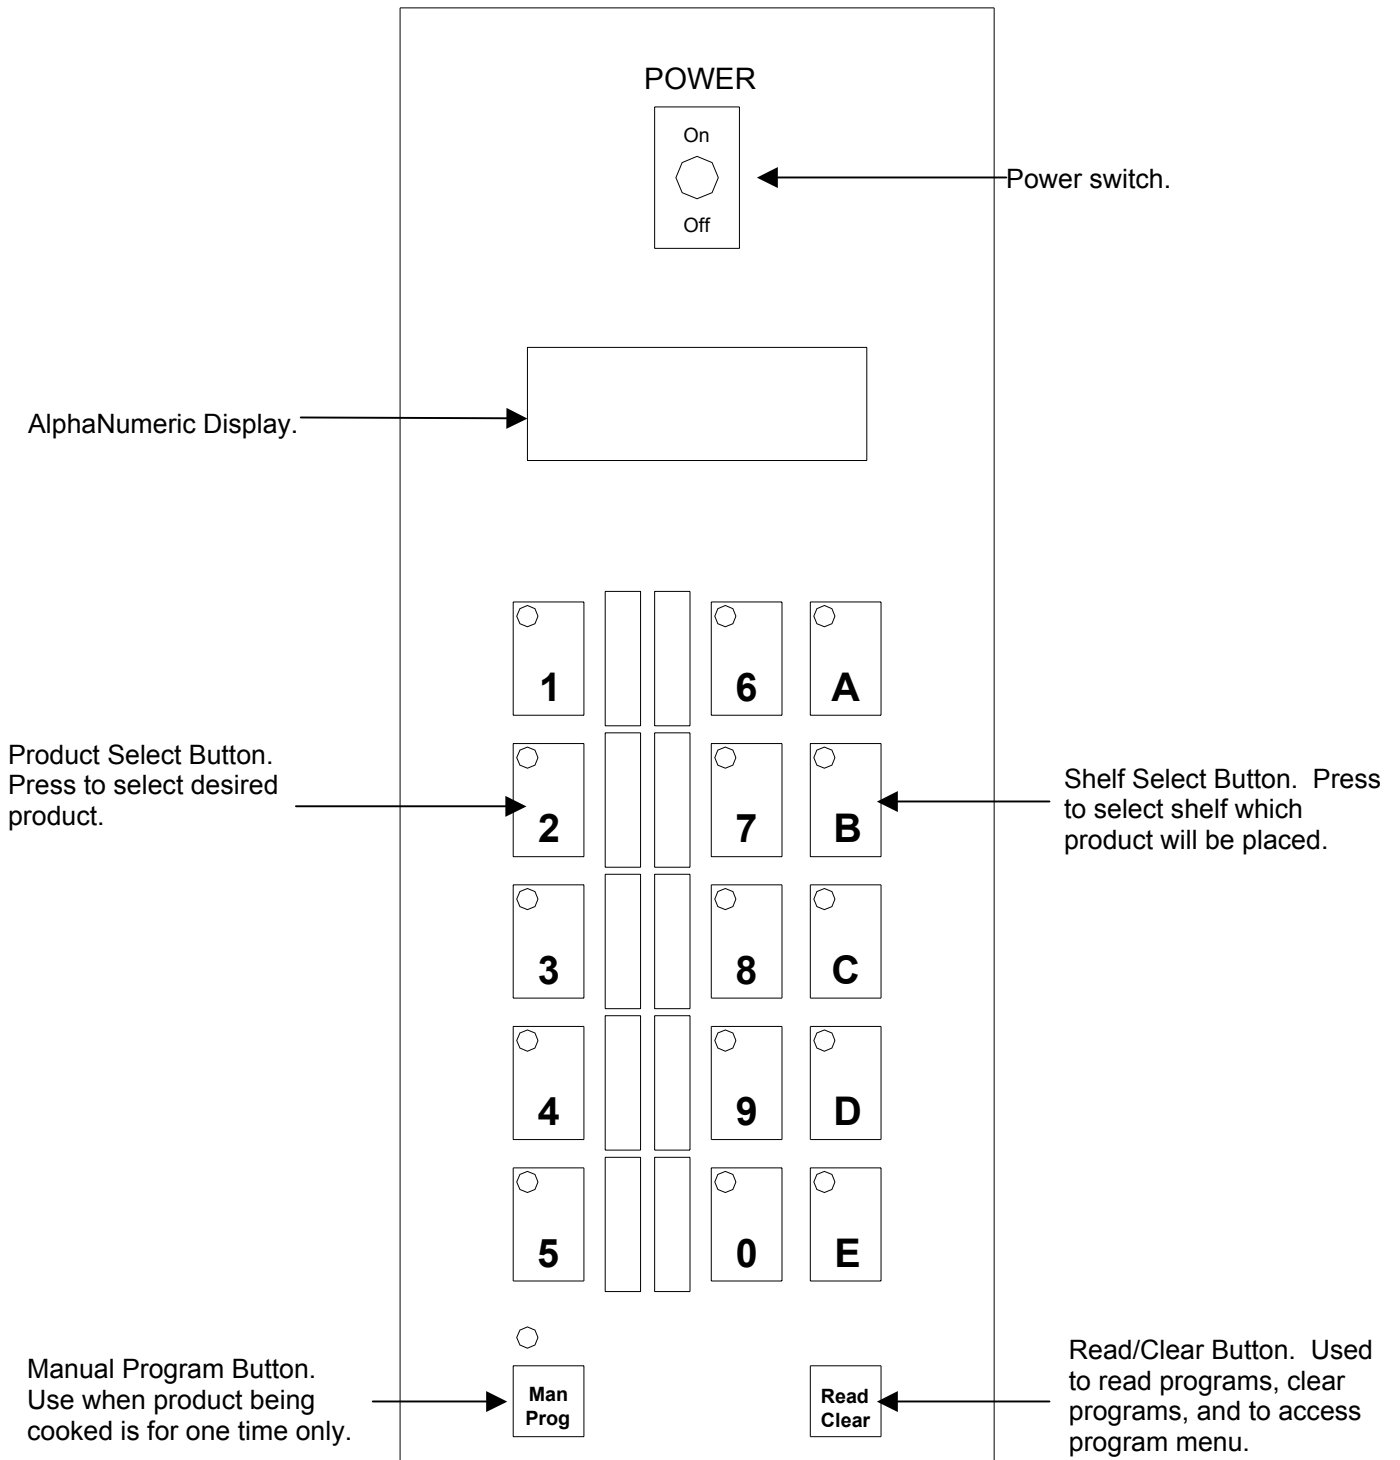 POWER
On
Off
Power switch.
AlphaNumeric Display.
1
6
A
Product Select Button.
Press to select desired
product.
2
7
B
Shelf Select Button.  Press
to select shelf which
product will be placed.
3
8
C
4
9
D
5
0
E
Manual Program Button.
Use when product being
cooked is for one time only.
Man
Prog
Read
Clear
Read/Clear Button.  Used
to read programs, clear
programs, and to access
program menu.